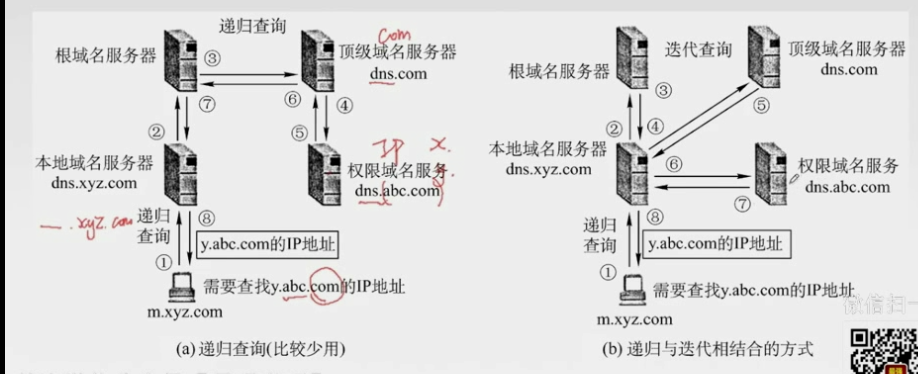 递归查询
com
根域名服务器
③
顶级域名服务器
dns.com
⑦
⑥
②
④
⑤
IP
本地域名服务器
dns.xyz.com
权限域名服务.
dns.abc.com
.xyz.com
递归
查询
⑧
y.abc.com的IP地址
①
需要查找y.abc.com的IP地址
m.xyz.com
(a) 递归查询(比较少用)
迭代查询
根域名服务器
顶级域名服务器
dns.com
③
②
④
⑤
本地域名服务器
dns.xyz.com
⑥
权限域名服务
dns.abc.com
⑦
递归
查询
⑧
y.abc.com的IP地址
①
需要查找y.abc.com的IP地址
m.xyz.com
(b) 递归与迭代相结合的方式
微信扫一